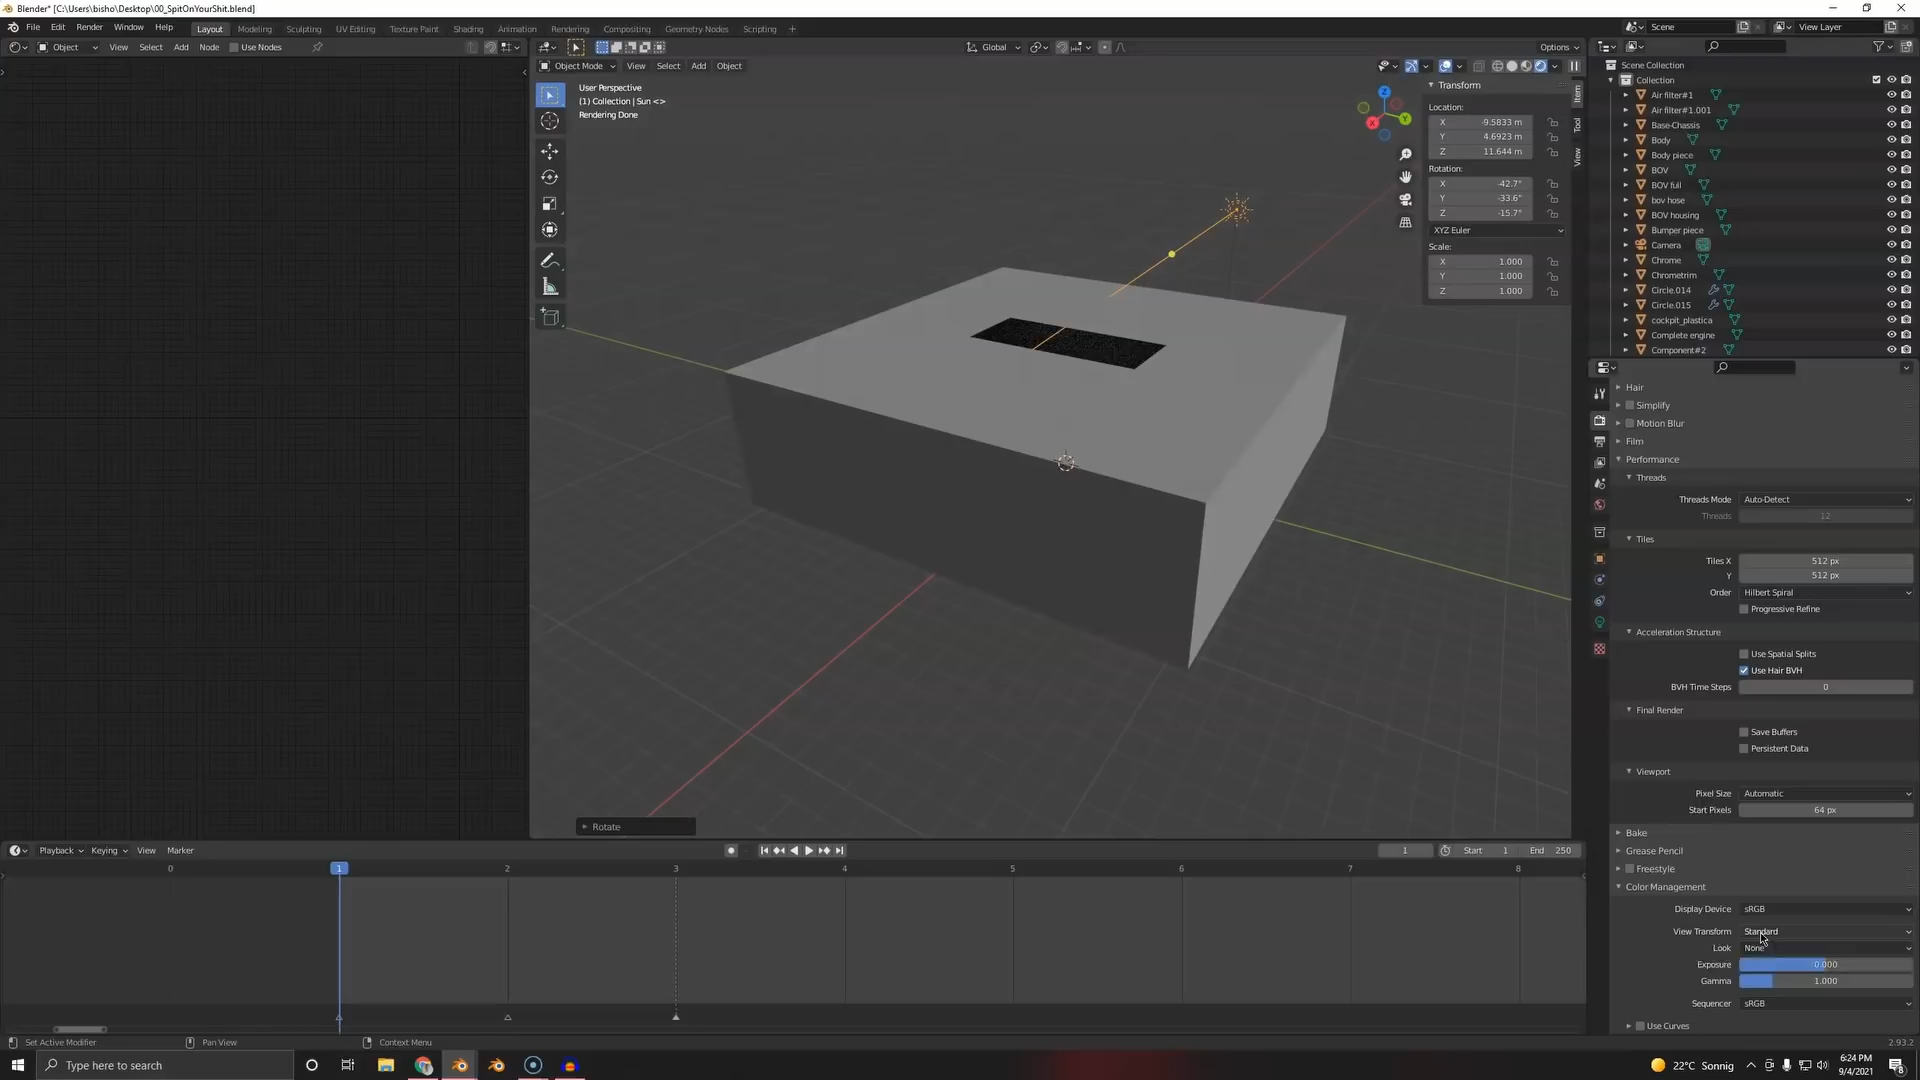 Blender* [C:\Users\bisho\Desktop\00_SpitOnYourShit.blend]
File Edit Render Window Help Layout Modeling Sculpting UV Editing Texture Paint Shading Animation Rendering Compositing Geometry Nodes Scripting + Scene View Layer
Object View Select Add Node Use Nodes Global Options
Object Mode View Select Add Object
User Perspective
(1) Collection | Sun <>
Rendering Done
Transform
Location:
X -9.5833 m
Y 4.6923 m
Z 11.644 m
Rotation:
X -42.7°
Y -33.6°
Z -15.7°
XYZ Euler
Scale:
X 1.000
Y 1.000
Z 1.000
Item
Tool
View
Z
X
Y
Rotate
Scene Collection
Collection
Air filter#1
Air filter#1.001
Base-Chassis
Body
Body piece
BOV
BOV full
bov hose
BOV housing
Bumper piece
Camera
Chrome
Chrometrim
Circle.014
Circle.015
cockpit_plastica
Complete engine
Component#2
Hair
Simplify
Motion Blur
Film
Performance
Threads
Threads Mode Auto-Detect
Threads 12
Tiles
Tiles X 512 px
Y 512 px
Order Hilbert Spiral
Progressive Refine
Acceleration Structure
Use Spatial Splits
Use Hair BVH
BVH Time Steps 0
Final Render
Save Buffers
Persistent Data
Viewport
Pixel Size Automatic
Start Pixels 64 px
Bake
Grease Pencil
Freestyle
Color Management
Display Device sRGB
View Transform Standard
Look None
Exposure 0.000
Gamma 1.000
Sequencer sRGB
Use Curves
Playback Keying View Marker 1 Start 1 End 250
0 1 2 3 4 5 6 7 8
Set Active Modifier Pan View Context Menu 2.93.2
Type here to search 22°C Sonnig 6:24 PM
9/4/2021
8